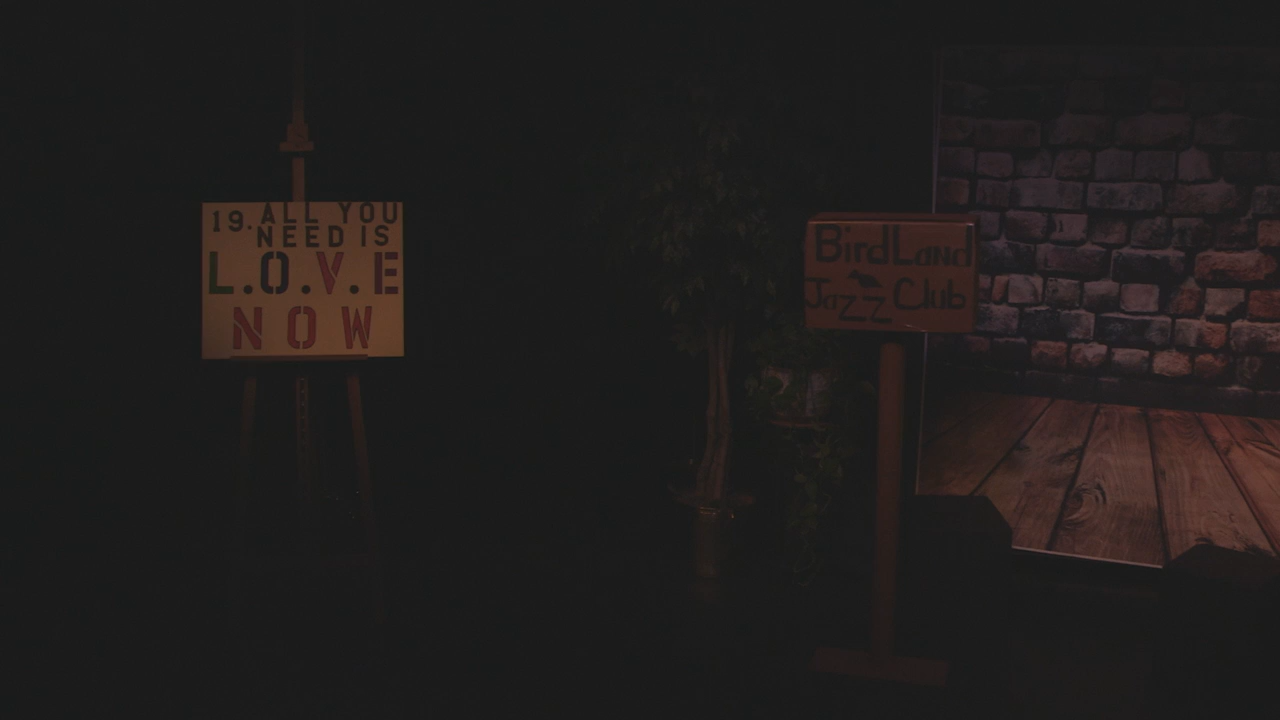 19. ALL YOU
NEED IS
L.O.V.E
NOW
BirdLand
Jazz Club